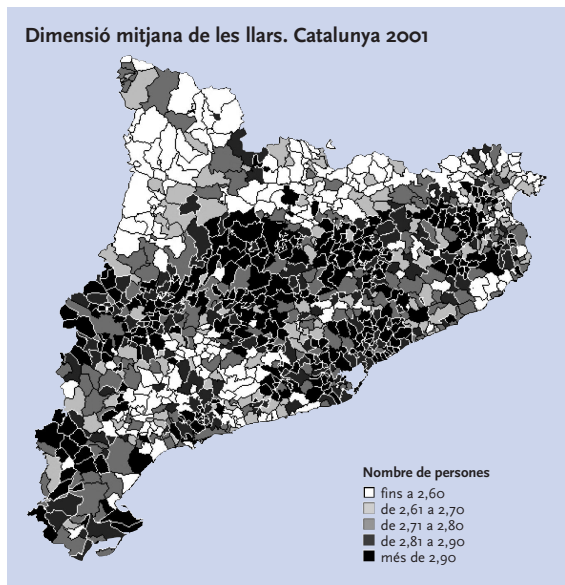 Dimensió mitjana de les llars. Catalunya 2001
Nombre de persones
fins a 2,60
de 2,61 a 2,70
de 2,71 a 2,80
de 2,81 a 2,90
més de 2,90